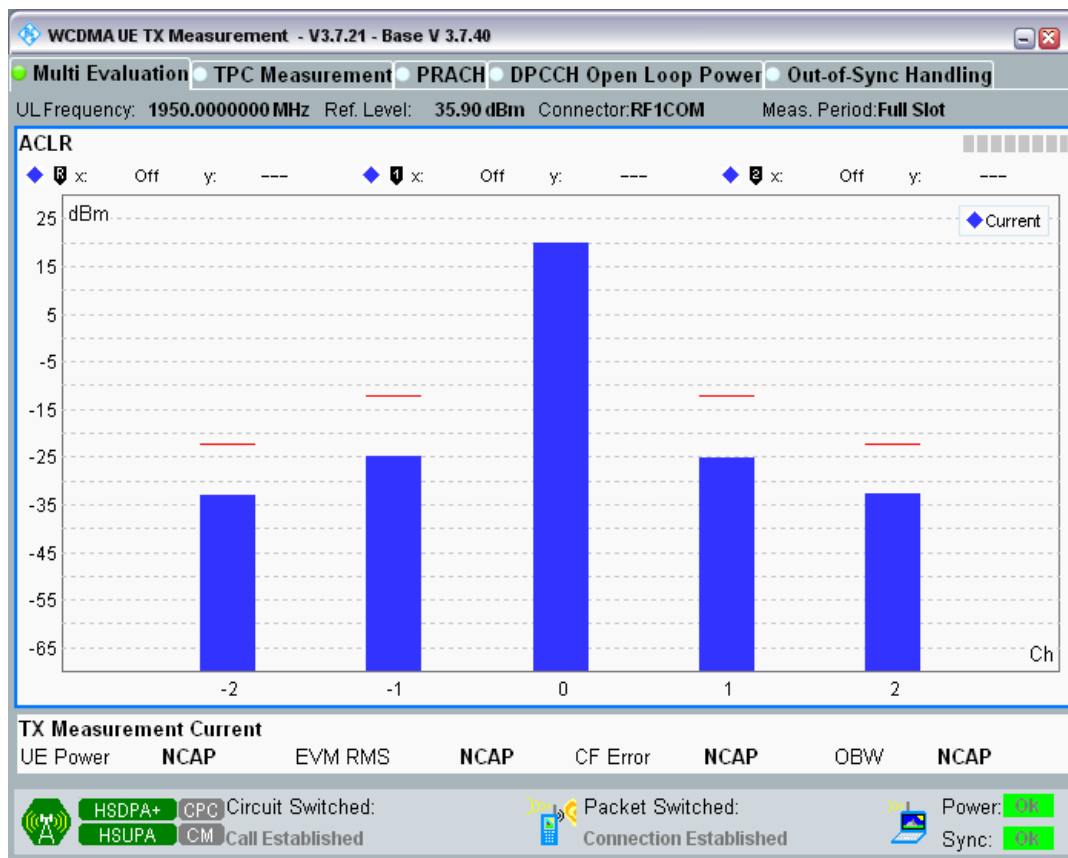 WCDMA UE TX Measurement - V3.7.21 - Base V 3.7.40
Multi Evaluation TPC Measurement PRACH DPCCH Open Loop Power Out-of-Sync Handling
UL Frequency: 1950.0000000 MHz Ref. Level: 35.90 dBm Connector:RF1COM Meas. Period:Full Slot
ACLR
R x: Off y: --- 1 x: Off y: --- 2 x: Off y: ---
dBm
Current
25
15
5
-5
-15
-25
-35
-45
-55
-65
Ch
-2 -1 0 1 2
TX Measurement Current
UE Power NCAP EVM RMS NCAP CF Error NCAP OBW NCAP
HSDPA+ CPC Circuit Switched: Packet Switched: Power: OK
HSUPA CM Call Established Connection Established Sync: OK